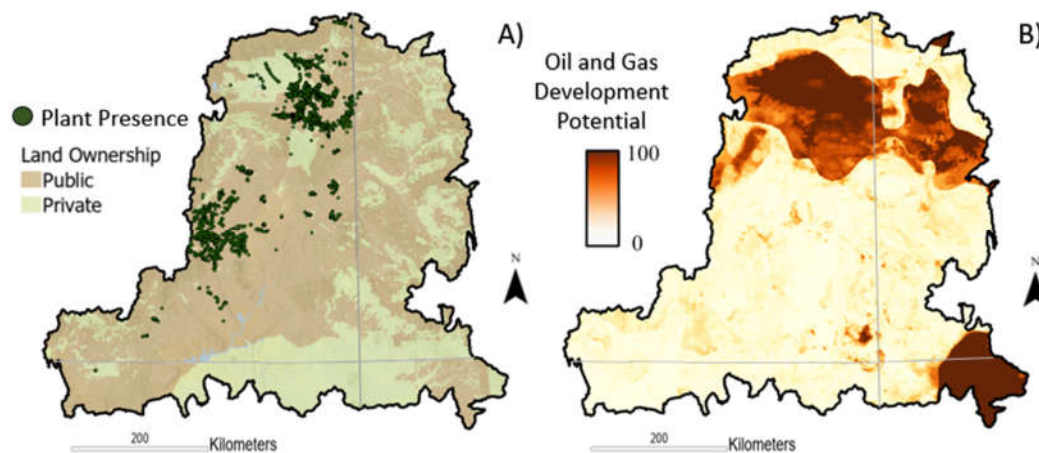 A)
Plant Presence
Land Ownership
Public
Private
N
200
Kilometers
B)
Oil and Gas
Development
Potential
100
0
N
200
Kilometers